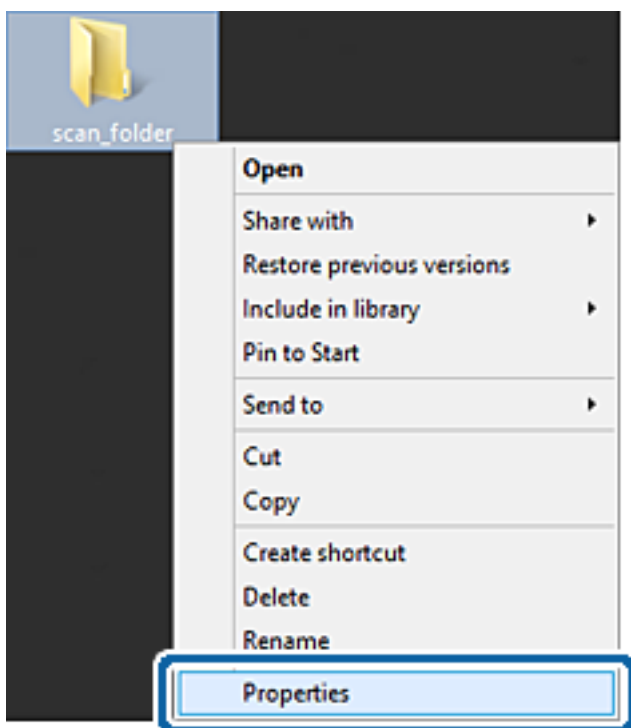 scan_folder
Open
Share with
Restore previous versions
Include in library
Pin to Start
Send to
Cut
Copy
Create shortcut
Delete
Rename
Properties